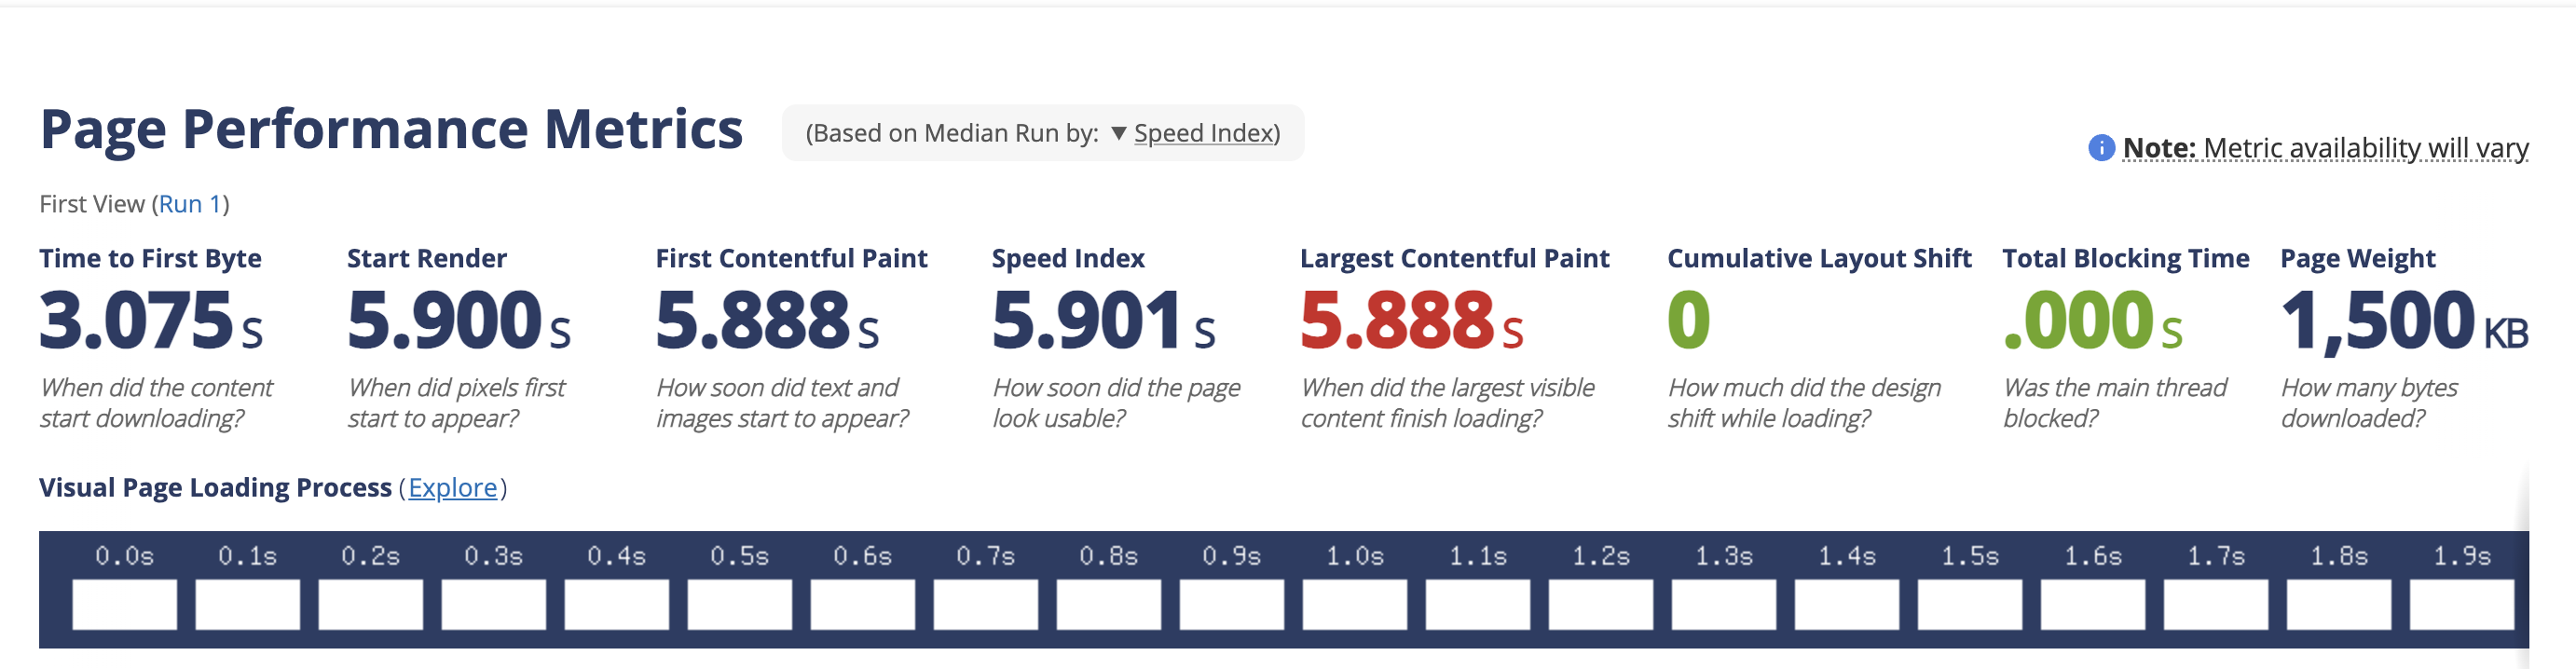 Page Performance Metrics (Based on Median Run by: ▼ Speed Index)
Note: Metric availability will vary
First View (Run 1)
Time to First Byte
3.075 s
When did the content
start downloading?
Start Render
5.900 s
When did pixels first
start to appear?
First Contentful Paint
5.888 s
How soon did text and
images start to appear?
Speed Index
5.901 s
How soon did the page
look usable?
Largest Contentful Paint
5.888 s
When did the largest visible
content finish loading?
Cumulative Layout Shift
0
How much did the design
shift while loading?
Total Blocking Time
.000 s
Was the main thread
blocked?
Page Weight
1,500 KB
How many bytes
downloaded?
Visual Page Loading Process (Explore)
0.0s 0.1s 0.2s 0.3s 0.4s 0.5s 0.6s 0.7s 0.8s 0.9s 1.0s 1.1s 1.2s 1.3s 1.4s 1.5s 1.6s 1.7s 1.8s 1.9s